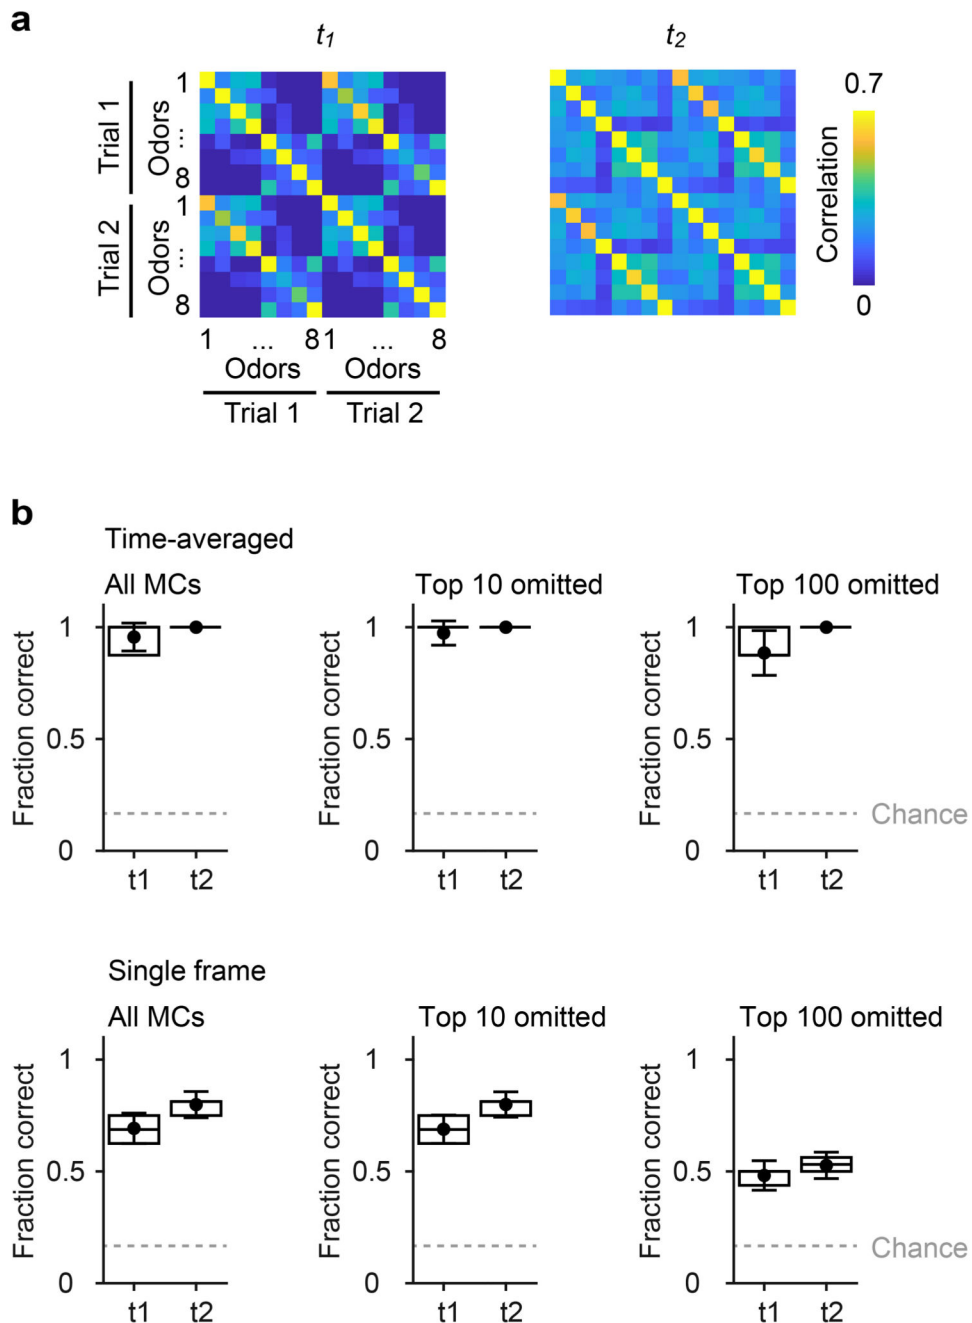 a
t1
t2
Trial 1
Odors
1
...
8
Trial 2
Odors
1
...
8
1 ... 8 1 ... 8
Odors Odors
Trial 1 Trial 2
0.7
Correlation
0
b
Time-averaged
All MCs
Fraction correct
1
0.5
0
t1 t2
Top 10 omitted
Fraction correct
1
0.5
0
t1 t2
Top 100 omitted
Fraction correct
1
0.5
0
t1 t2
Chance
Single frame
All MCs
Fraction correct
1
0.5
0
t1 t2
Top 10 omitted
Fraction correct
1
0.5
0
t1 t2
Top 100 omitted
Fraction correct
1
0.5
0
t1 t2
Chance